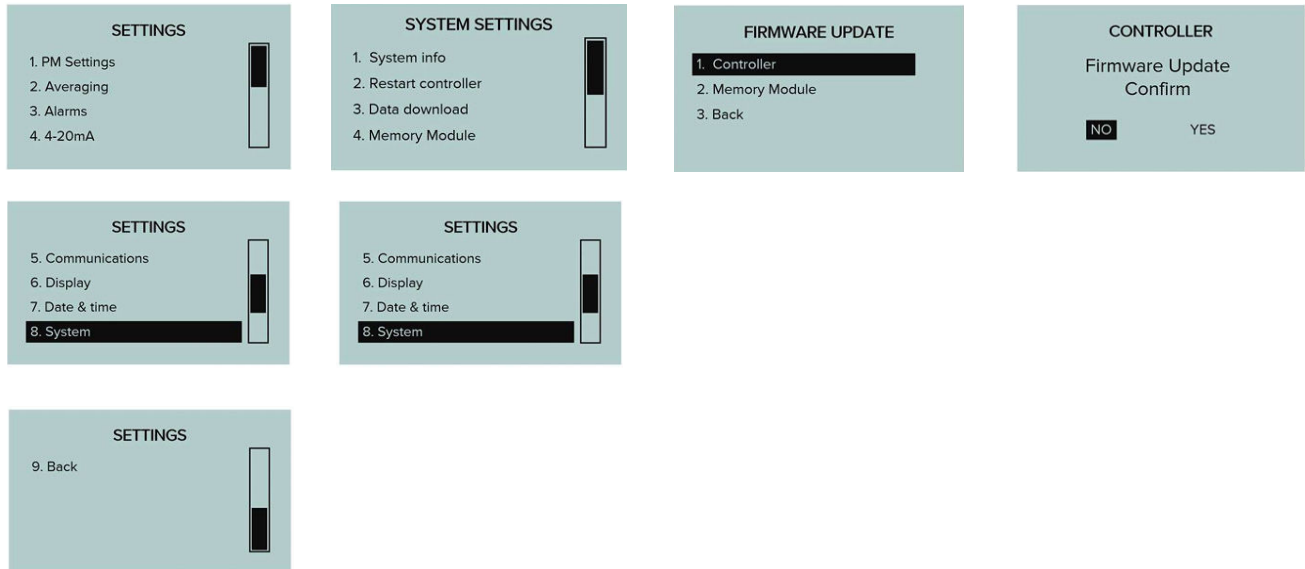 SETTINGS
1. PM Settings
2. Averaging
3. Alarms
4. 4-20mA
SYSTEM SETTINGS
1. System info
2. Restart controller
3. Data download
4. Memory Module
FIRMWARE UPDATE
1. Controller
2. Memory Module
3. Back
CONTROLLER
Firmware Update
Confirm
NO YES
SETTINGS
5. Communications
6. Display
7. Date & time
8. System
SETTINGS
5. Communications
6. Display
7. Date & time
8. System
SETTINGS
9. Back